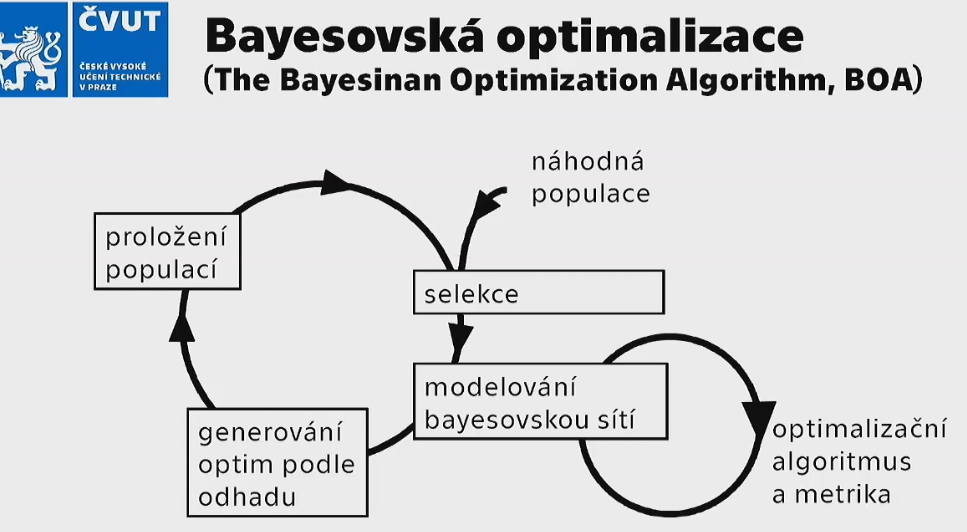 ČVUT
ČESKÉ VYSOKÉ
UČENÍ TECHNICKÉ
V PRAZE
Bayesovská optimalizace
(The Bayesinan Optimization Algorithm, BOA)
náhodná
populace
proložení
populací
selekce
modelování
bayesovskou sítí
generování
optim podle
odhadu
optimalizační
algoritmus
a metrika